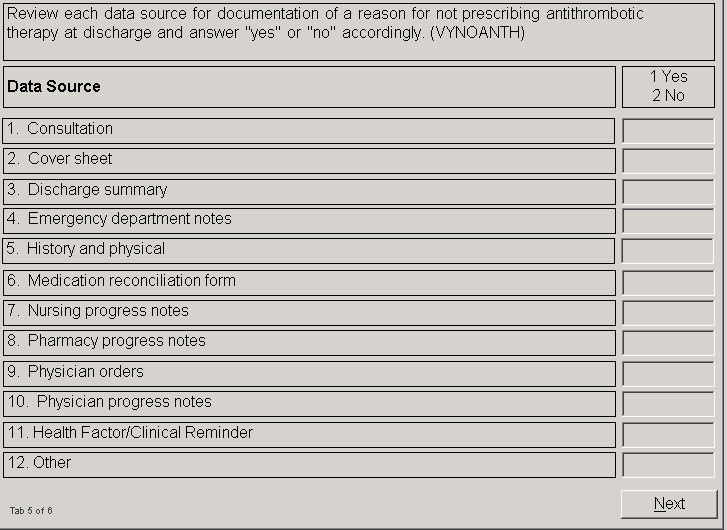 Review each data source for documentation of a reason for not prescribing antithrombotic
therapy at discharge and answer "yes" or "no" accordingly. (VYNOANTH)
Data Source
1 Yes
2 No
1. Consultation
2. Cover sheet
3. Discharge summary
4. Emergency department notes
5. History and physical
6. Medication reconciliation form
7. Nursing progress notes
8. Pharmacy progress notes
9. Physician orders
10. Physician progress notes
11. Health Factor/Clinical Reminder
12. Other
Tab 5 of 6
Next